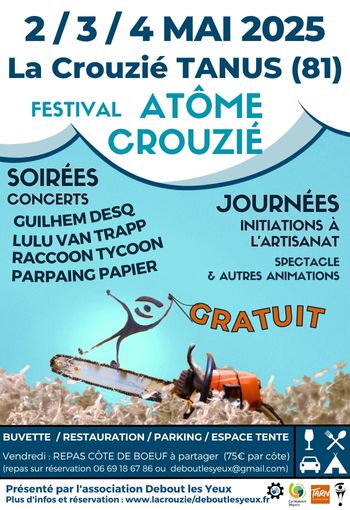 2 / 3 / 4 MAI 2025
La Crouzié TANUS (81)
FESTIVAL ATÔME
CROUZIÉ
SOIRÉES
CONCERTS
GUILHEM DESQ
LULU VAN TRAPP
RACCOON TYCOON
PARPAING PAPIER
JOURNÉES
INITIATIONS À
L'ARTISANAT
SPECTACLE
& AUTRES ANIMATIONS
GRATUIT
BUVETTE / RESTAURATION / PARKING / ESPACE TENTE
Vendredi : REPAS CÔTE DE BOEUF à partager (75€ par côte)
(repas sur réservation 06 69 18 67 86 ou deboutlesyeux@gmail.com)
Présenté par l'association Debout les Yeux
Plus d'infos et réservation : www.lacrouzie/deboutlesyeux.fr
TARN